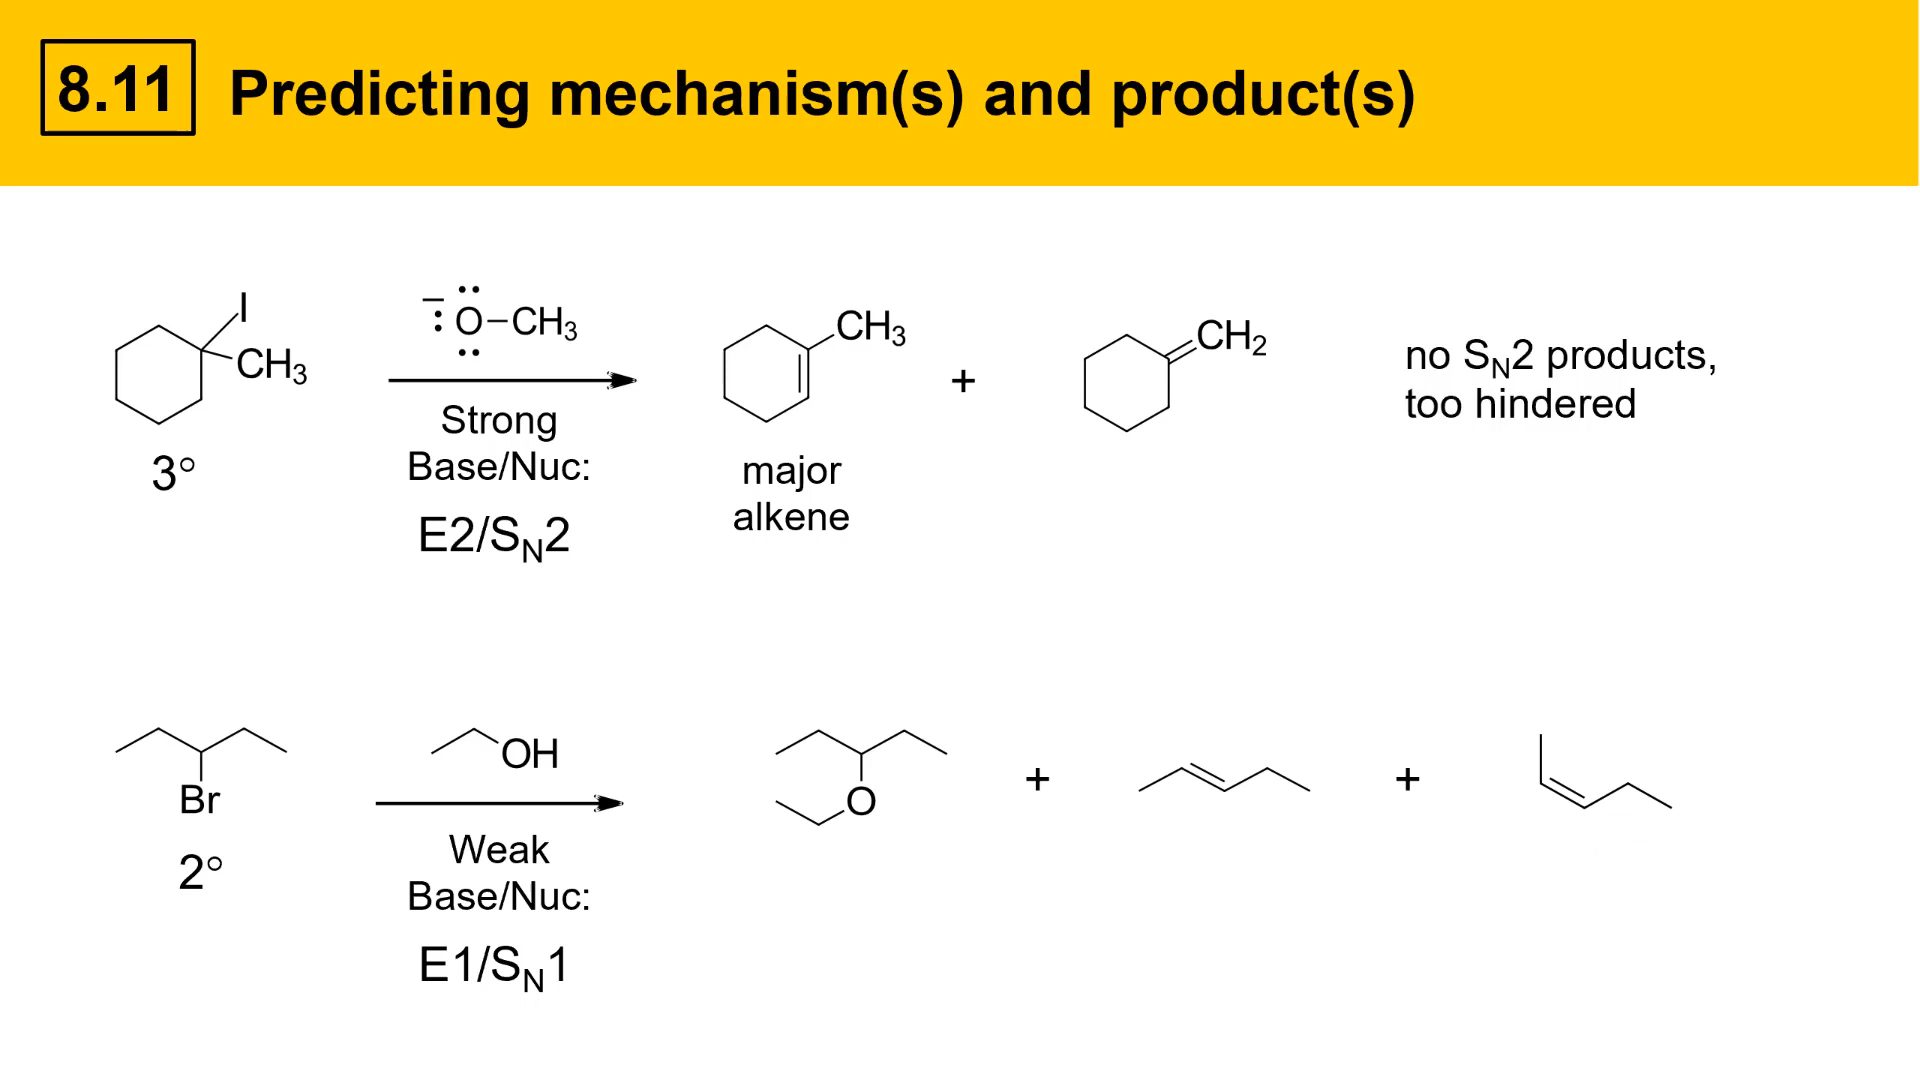 8.11 Predicting mechanism(s) and product(s)
I
CH₃
3°
⁻:Ö–CH₃
Strong
Base/Nuc:
E2/Sₙ2
CH₃
major
alkene
+
CH₂
no Sₙ2 products,
too hindered
Br
2°
OH
Weak
Base/Nuc:
E1/Sₙ1
O
+
+